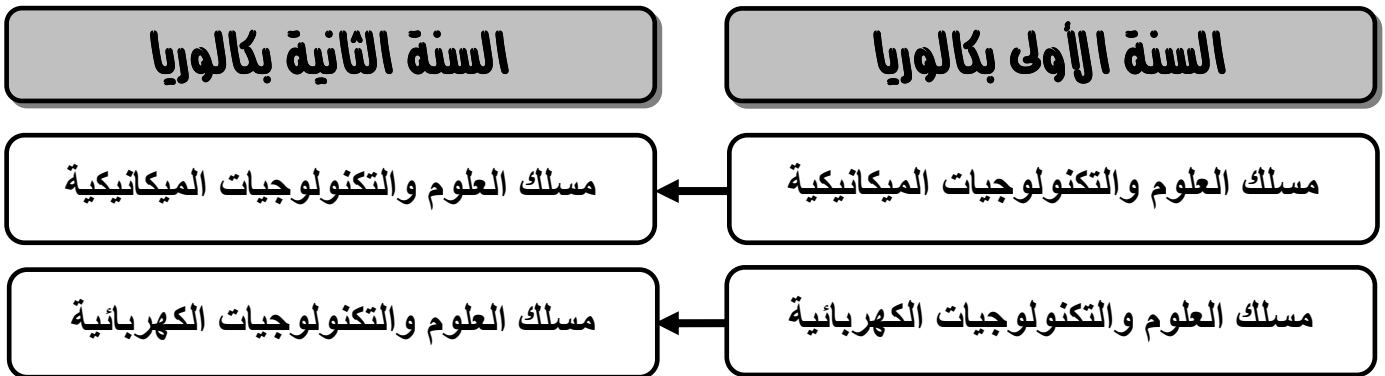 السنة الأولى بكالوريا
السنة الثانية بكالوريا
مسلك العلوم والتكنولوجيات الميكانيكية
مسلك العلوم والتكنولوجيات الميكانيكية
مسلك العلوم والتكنولوجيات الكهربائية
مسلك العلوم والتكنولوجيات الكهربائية